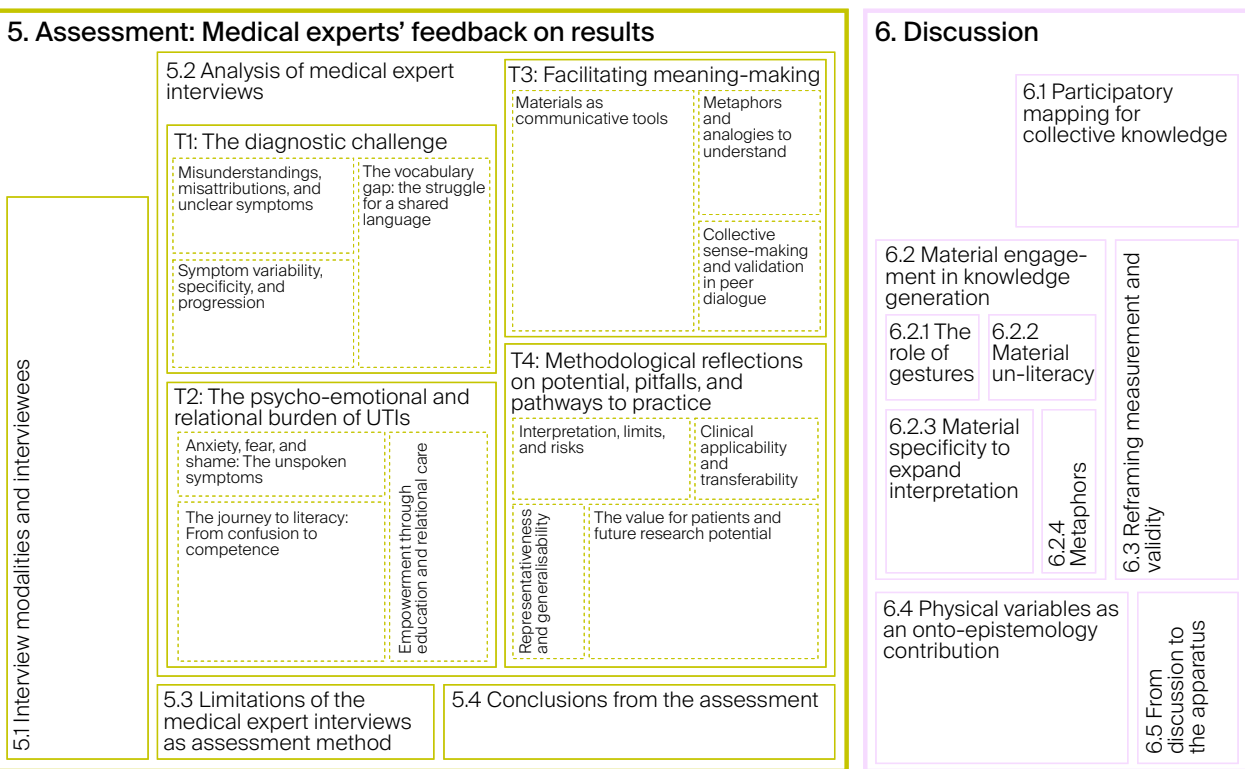 5. Assessment: Medical experts’ feedback on results
5.1 Interview modalities and interviewees
5.2 Analysis of medical expert
interviews
T1: The diagnostic challenge
Misunderstandings,
misattributions, and
unclear symptoms
The vocabulary
gap: the struggle
for a shared
language
Symptom variability,
specificity, and
progression
T2: The psycho-emotional and
relational burden of UTIs
Anxiety, fear, and
shame: The unspoken
symptoms
The journey to literacy:
From confusion to
competence
Empowerment through
education and relational care
T3: Facilitating meaning-making
Materials as
communicative tools
Metaphors
and
analogies to
understand
Collective
sense-making
and validation
in peer
dialogue
T4: Methodological reflections
on potential, pitfalls, and
pathways to practice
Interpretation, limits,
and risks
Clinical
applicability
and
transferability
Representativeness
and generalisability
The value for patients and
future research potential
5.3 Limitations of the
medical expert interviews
as assessment method
5.4 Conclusions from the assessment
6. Discussion
6.1 Participatory
mapping for
collective knowledge
6.2 Material engage-
ment in knowledge
generation
6.2.1 The
role of
gestures
6.2.2
Material
un-literacy
6.2.3 Material
specificity to
expand
interpretation
6.2.4
Metaphors
6.3 Reframing measurement and
validity
6.4 Physical variables as
an onto-epistemology
contribution
6.5 From
discussion to
the apparatus